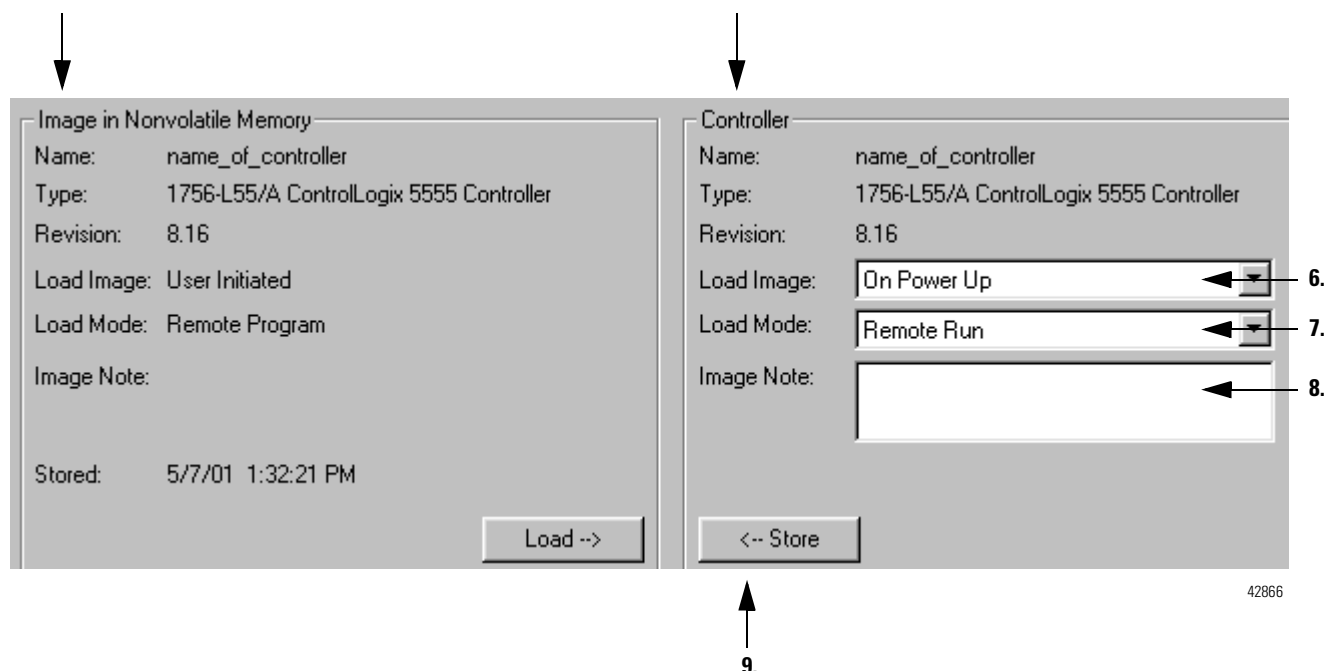 Image in Nonvolatile Memory
Name: name_of_controller
Type: 1756-L55/A ControlLogix 5555 Controller
Revision: 8.16
Load Image: User Initiated
Load Mode: Remote Program
Image Note:
Stored: 5/7/01 1:32:21 PM
Load -->
Controller
Name: name_of_controller
Type: 1756-L55/A ControlLogix 5555 Controller
Revision: 8.16
Load Image: On Power Up 6.
Load Mode: Remote Run 7.
Image Note: 8.
<-- Store
42866
9.